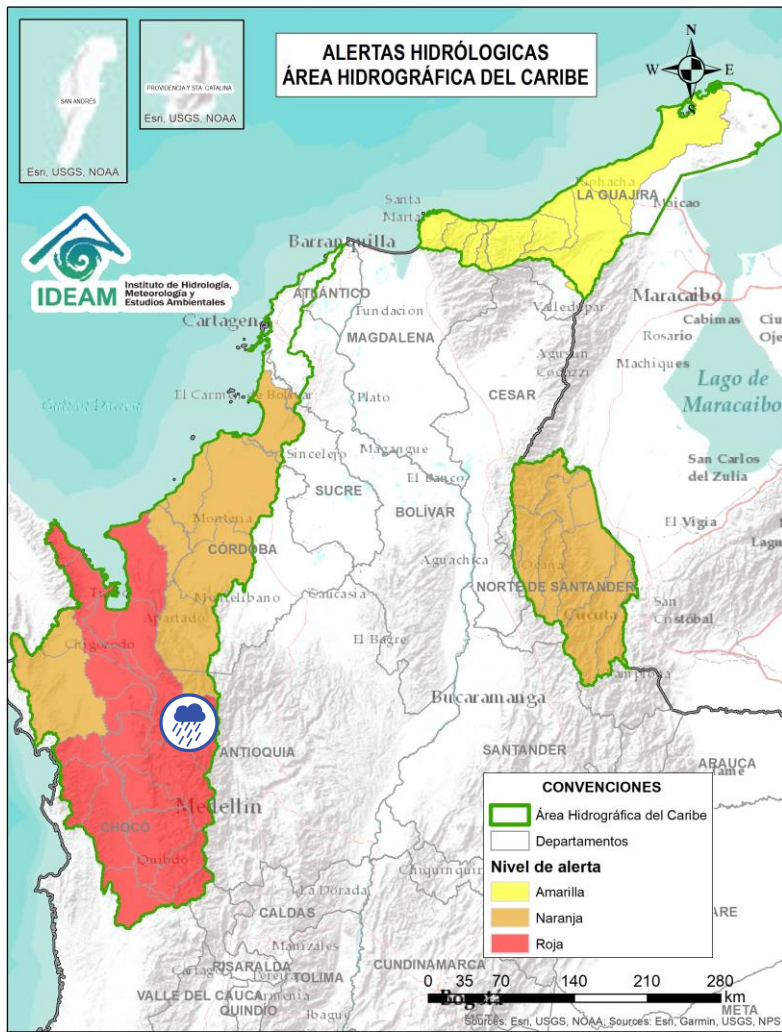 SAN ANDRÉS
Esri, USGS, NOAA
PROVIDENCIA Y STA. CATALINA
Esri, USGS, NOAA
ALERTAS HIDRÓLOGICAS
ÁREA HIDROGRÁFICA DEL CARIBE
N
W
E
S
IDEAM
Instituto de Hidrología,
Meteorología y
Estudios Ambientales
Santa
Marta
Riohacha
LA GUAJIRA
Maicao
Barranquilla
ATLÁNTICO
Cartagena
Fundación
MAGDALENA
Valledupar
Maracaibo
Cabimas
Rosario
Machiques
Agustín
Codazzi
CESAR
Lago de
Maracaibo
El Carmen de Bolívar
Plato
Sincelejo
Magangue
SUCRE
El Banco
BOLÍVAR
San Carlos
del Zulia
El Vigía
Montería
CÓRDOBA
Aguachica
Ocaña
NORTE DE SANTANDER
Cúcuta
San
Cristóbal
Montelíbano
Caucasia
Apartadó
Chigorodó
El Bagre
Pamplona
Bucaramanga
ANTIOQUIA
SANTANDER
ARAUCA
Medellín
CHOCÓ
Quibdó
La Dorada
CALDAS
Manizales
RISARALDA
Pereira
TOLIMA
CUNDINAMARCA
VALLE DEL CAUCA
Armenia
QUINDÍO
Ibague
Bogotá
META
META
CONVENCIONES
Área Hidrográfica del Caribe
Departamentos
Nivel de alerta
Amarilla
Naranja
Roja
0 35 70 140 210 280
km
Sources: Esri, USGS, NOAA; Sources: Esri, Garmin, USGS, NPS